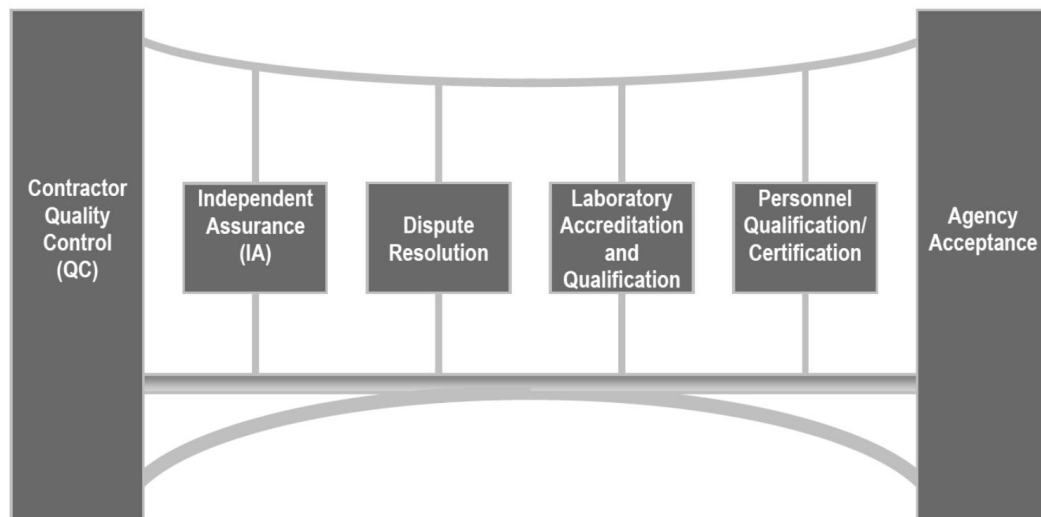 Contractor
Quality
Control
(QC)
Independent
Assurance
(IA)
Dispute
Resolution
Laboratory
Accreditation
and
Qualification
Personnel
Qualification/
Certification
Agency
Acceptance